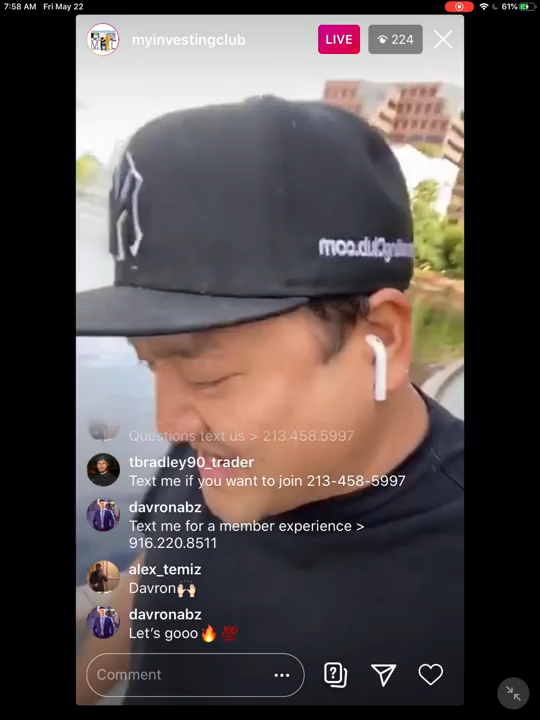 7:58 AM Fri May 22
61%
myinvestingclub
LIVE
224
Questions text us > 213.458.5997
tbradley90_trader
Text me if you want to join 213-458-5997
davronabz
Text me for a member experience >
916.220.8511
alex_temiz
Davron🙌🏻
davronabz
Let's gooo🔥 💯
Comment